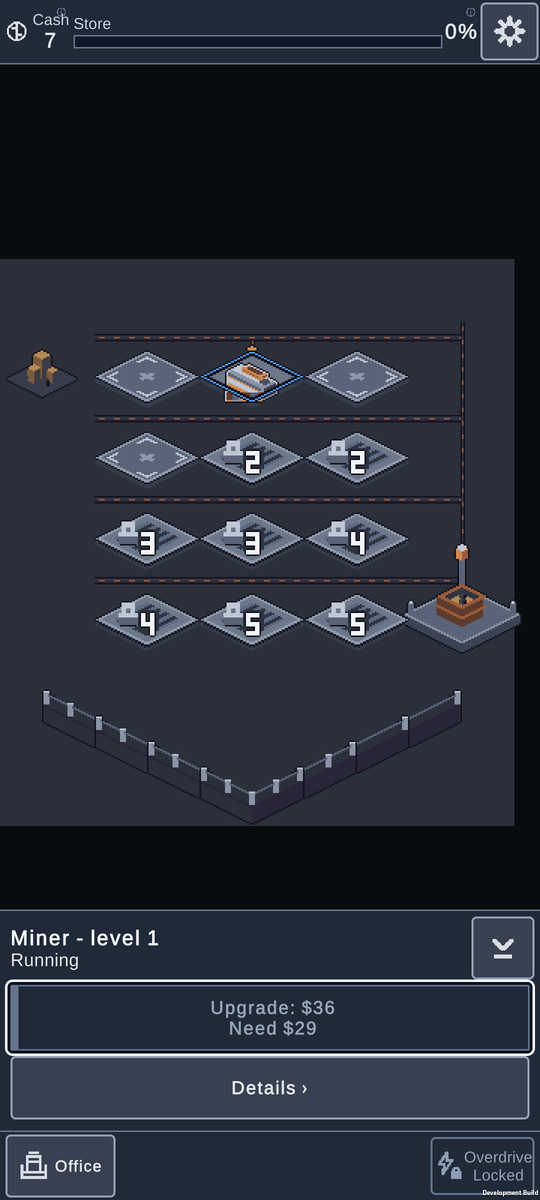 Cash
Store
7
0%
2
2
3
3
4
4
5
5
Miner - level 1
Running
Upgrade: $36
Need $29
Details ›
Office
Overdrive
Locked
Development Build